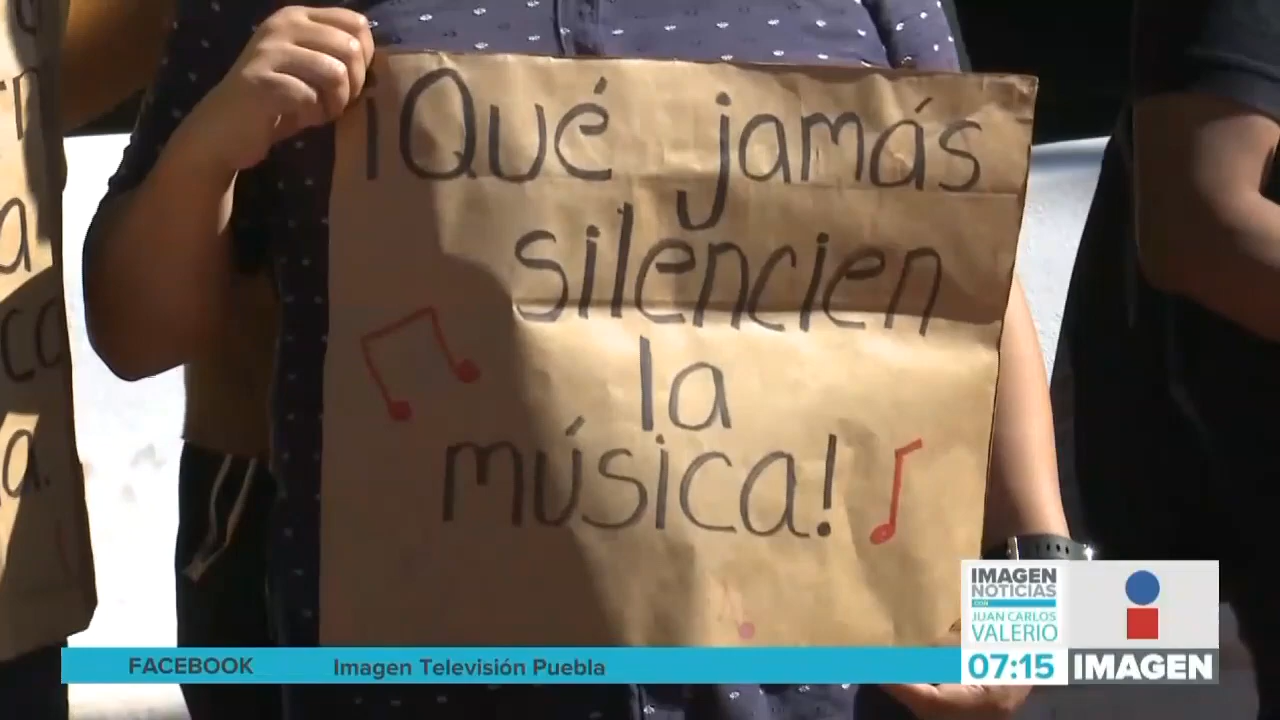 ¡Qué jamás
silencien
la
música!
IMAGEN
NOTICIAS
CON
JUAN CARLOS
VALERIO
FACEBOOK Imagen Televisión Puebla
07:15 IMAGEN